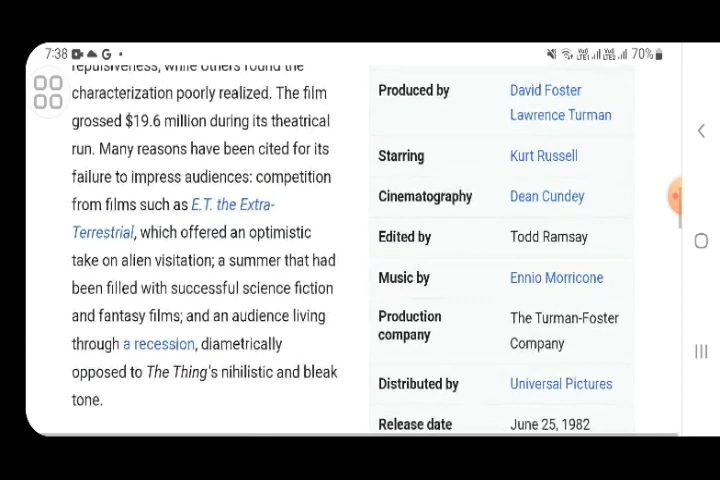 7:38 G 70%
characterization poorly realized. The film
grossed $19.6 million during its theatrical
run. Many reasons have been cited for its
failure to impress audiences: competition
from films such as E.T. the Extra-
Terrestrial, which offered an optimistic
take on alien visitation; a summer that had
been filled with successful science fiction
and fantasy films; and an audience living
through a recession, diametrically
opposed to The Thing's nihilistic and bleak
tone.
Produced by David Foster
Lawrence Turman
Starring Kurt Russell
Cinematography Dean Cundey
Edited by Todd Ramsay
Music by Ennio Morricone
Production
company
The Turman-Foster
Company
Distributed by Universal Pictures
Release date June 25, 1982